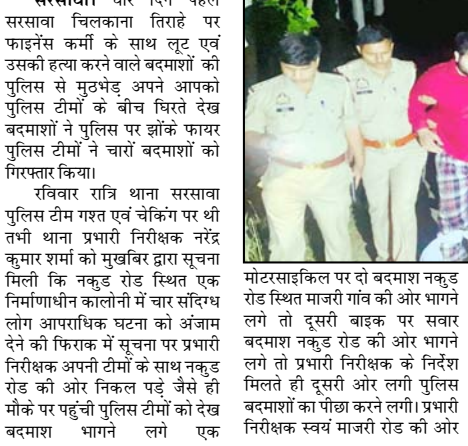 सरसावा। चार दिन पहले
सरसावा चिलकाना तिराहे पर
फाइनेंस कर्मी के साथ लूट एवं
उसकी हत्या करने वाले बदमाशों की
पुलिस से मुठभेड़ अपने आपको
पुलिस टीमों के बीच घिरते देख
बदमाशों ने पुलिस पर झोंके फायर
पुलिस टीमों ने चारों बदमाशों को
गिरफ्तार किया।
रविवार रात्रि थाना सरसावा
पुलिस टीम गश्त एवं चेकिंग पर थी
तभी थाना प्रभारी निरीक्षक नरेंद्र
कुमार शर्मा को मुखबिर द्वारा सूचना
मिली कि नकुड रोड स्थित एक
निर्माणाधीन कालोनी में चार संदिग्ध
लोग आपराधिक घटना को अंजाम
देने की फिराक में सूचना पर प्रभारी
निरीक्षक अपनी टीमों के साथ नकुड
रोड की ओर निकल पड़े जैसे ही
मौके पर पहुंची पुलिस टीमों को देख
बदमाश भागने लगे एक
मोटरसाइकिल पर दो बदमाश नकुड
रोड स्थित माजरी गांव की ओर भागने
लगे तो दूसरी बाइक पर सवार
बदमाश नकुड रोड की ओर भागने
लगे तो प्रभारी निरीक्षक के निर्देश
मिलते ही दूसरी ओर लगी पुलिस
बदमाशों का पीछा करने लगी। प्रभारी
निरीक्षक स्वयं माजरी रोड की ओर